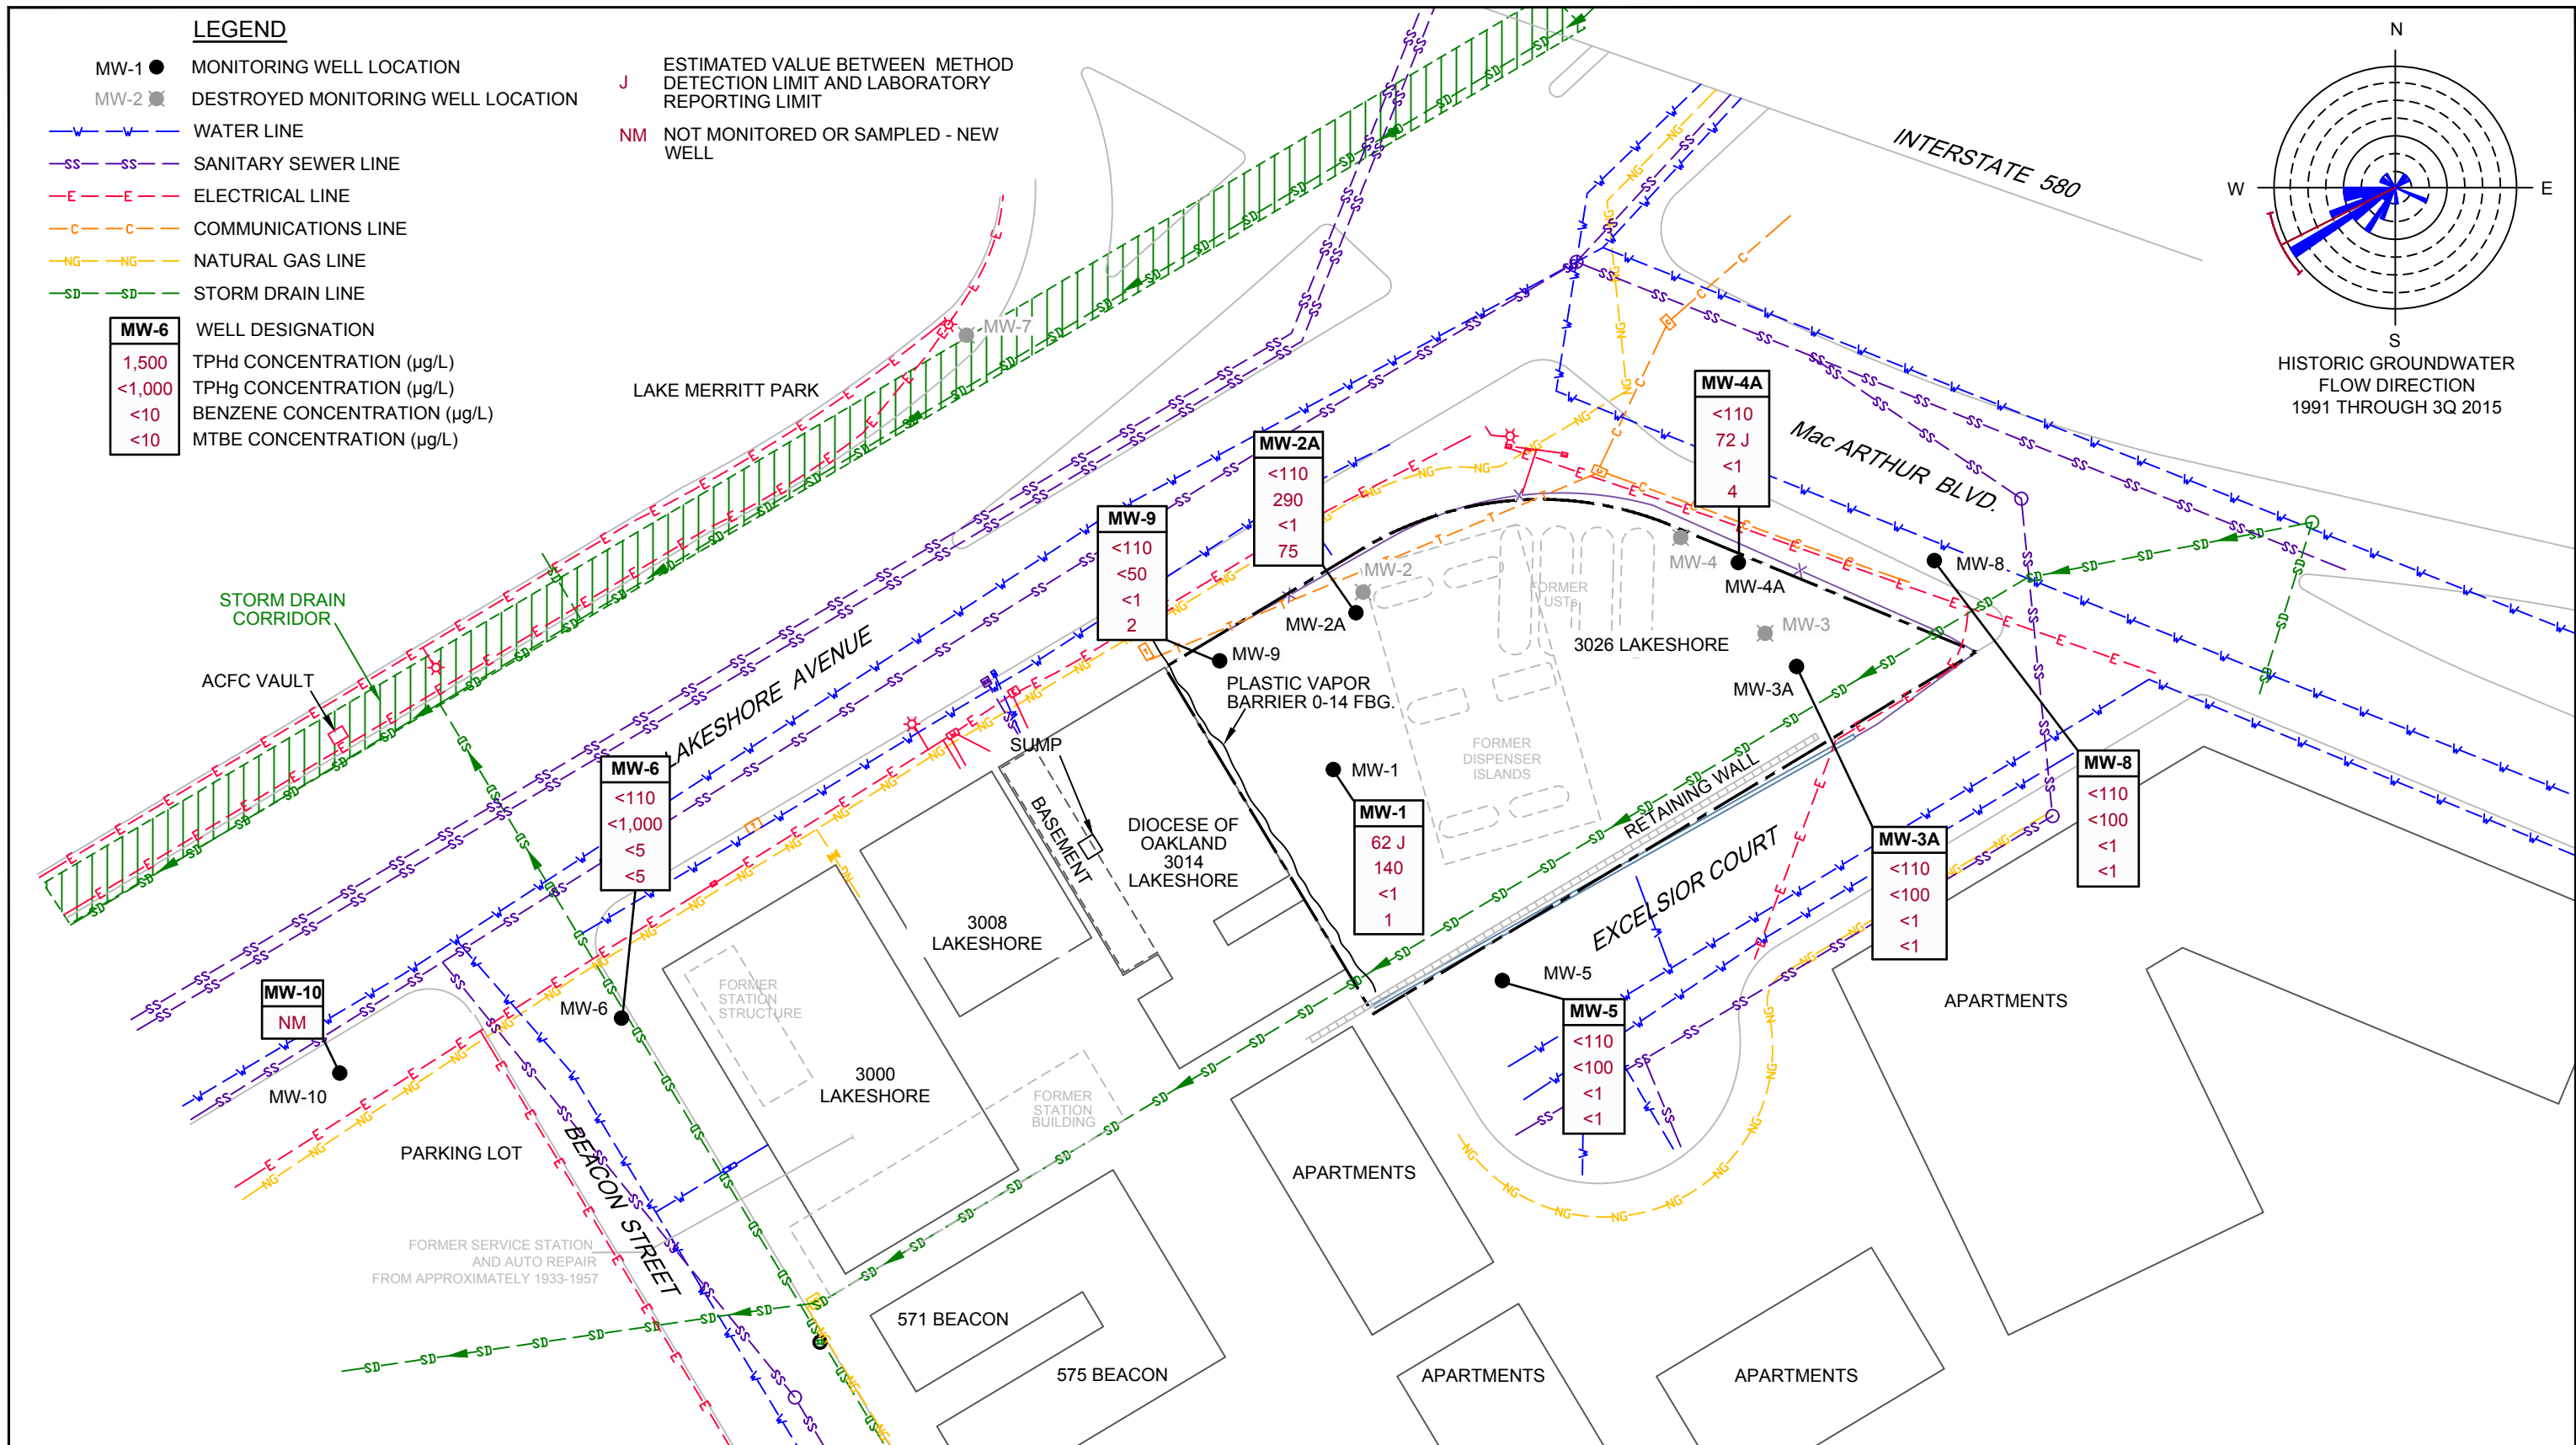 LEGEND
MW-1 MONITORING WELL LOCATION
MW-2 DESTROYED MONITORING WELL LOCATION
W W WATER LINE
SS SS SANITARY SEWER LINE
E E ELECTRICAL LINE
C C COMMUNICATIONS LINE
NG NG NATURAL GAS LINE
SD SD STORM DRAIN LINE
MW-6 WELL DESIGNATION
1,500 TPHd CONCENTRATION (µg/L)
<1,000 TPHg CONCENTRATION (µg/L)
<10 BENZENE CONCENTRATION (µg/L)
<10 MTBE CONCENTRATION (µg/L)
J ESTIMATED VALUE BETWEEN METHOD
DETECTION LIMIT AND LABORATORY
REPORTING LIMIT
NM NOT MONITORED OR SAMPLED - NEW
WELL
N
W E
S
HISTORIC GROUNDWATER
FLOW DIRECTION
1991 THROUGH 3Q 2015
INTERSTATE 580
Mac ARTHUR BLVD.
LAKE MERRITT PARK
MW-7
STORM DRAIN
CORRIDOR
ACFC VAULT
LAKESHORE AVENUE
MW-9
<110
<50
<1
2
MW-2A
<110
290
<1
75
MW-4A
<110
72 J
<1
4
MW-2
MW-2A
MW-9
PLASTIC VAPOR
BARRIER 0-14 FBG.
FORMER
USTs
MW-4
MW-4A
MW-3
3026 LAKESHORE
MW-3A
MW-8
FORMER
DISPENSER
ISLANDS
RETAINING WALL
EXCELSIOR COURT
MW-1
MW-1
62 J
140
<1
1
MW-8
<110
<100
<1
<1
MW-3A
<110
<100
<1
<1
MW-5
MW-5
<110
<100
<1
<1
MW-6
<110
<1,000
<5
<5
MW-6
MW-10
NM
MW-10
SUMP
BASEMENT
DIOCESE OF
OAKLAND
3014
LAKESHORE
3008
LAKESHORE
FORMER
STATION
STRUCTURE
3000
LAKESHORE
FORMER
STATION
BUILDING
PARKING LOT
BEACON STREET
FORMER SERVICE STATION
AND AUTO REPAIR
FROM APPROXIMATELY 1933-1957
571 BEACON
575 BEACON
APARTMENTS
APARTMENTS
APARTMENTS
APARTMENTS